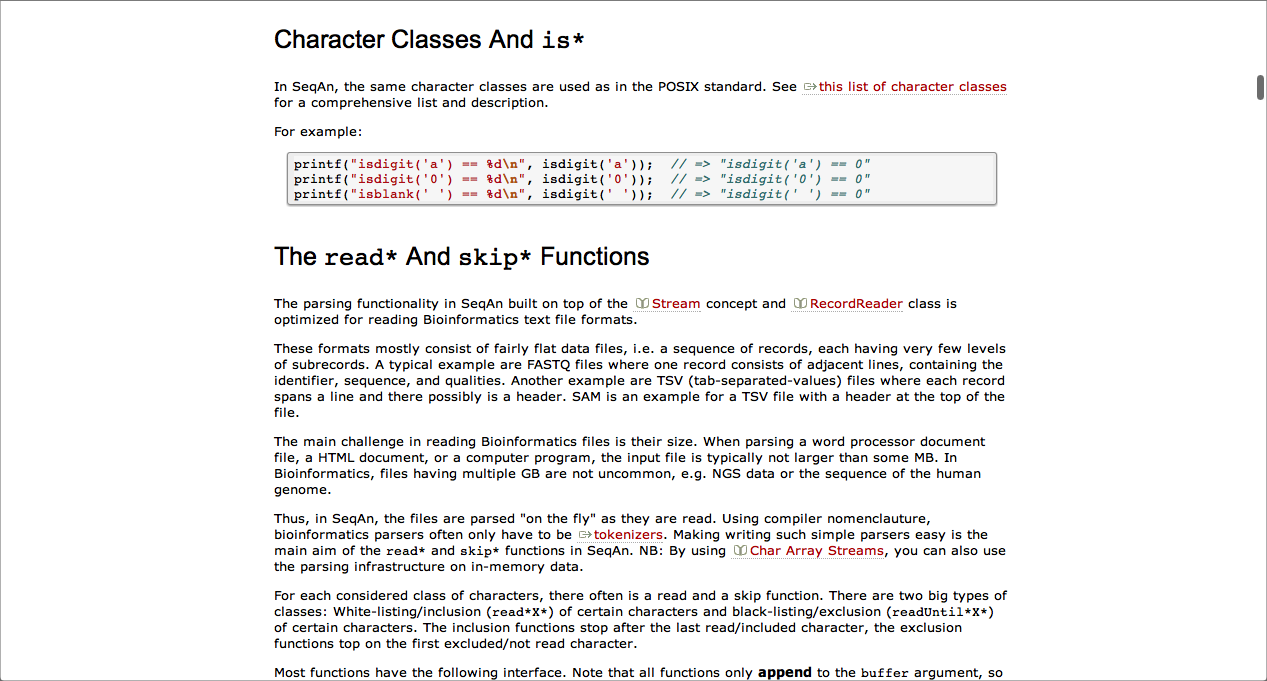 Character Classes And is*
In SeqAn, the same character classes are used as in the POSIX standard. See this list of character classes
for a comprehensive list and description.
For example:
printf("isdigit('a') == %d\n", isdigit('a'));  // => "isdigit('a') == 0"
printf("isdigit('0') == %d\n", isdigit('0'));  // => "isdigit('0') == 0"
printf("isblank(' ') == %d\n", isdigit(' '));  // => "isdigit(' ') == 0"
The read* And skip* Functions
The parsing functionality in SeqAn built on top of the Stream concept and RecordReader class is
optimized for reading Bioinformatics text file formats.
These formats mostly consist of fairly flat data files, i.e. a sequence of records, each having very few levels
of subrecords. A typical example are FASTQ files where one record consists of adjacent lines, containing the
identifier, sequence, and qualities. Another example are TSV (tab-separated-values) files where each record
spans a line and there possibly is a header. SAM is an example for a TSV file with a header at the top of the
file.
The main challenge in reading Bioinformatics files is their size. When parsing a word processor document
file, a HTML document, or a computer program, the input file is typically not larger than some MB. In
Bioinformatics, files having multiple GB are not uncommon, e.g. NGS data or the sequence of the human
genome.
Thus, in SeqAn, the files are parsed "on the fly" as they are read. Using compiler nomenclauture,
bioinformatics parsers often only have to be tokenizers. Making writing such simple parsers easy is the
main aim of the read* and skip* functions in SeqAn. NB: By using Char Array Streams, you can also use
the parsing infrastructure on in-memory data.
For each considered class of characters, there often is a read and a skip function. There are two big types of
classes: White-listing/inclusion (read*X*) of certain characters and black-listing/exclusion (readUntil*X*)
of certain characters. The inclusion functions stop after the last read/included character, the exclusion
functions top on the first excluded/not read character.
Most functions have the following interface. Note that all functions only append to the buffer argument, so